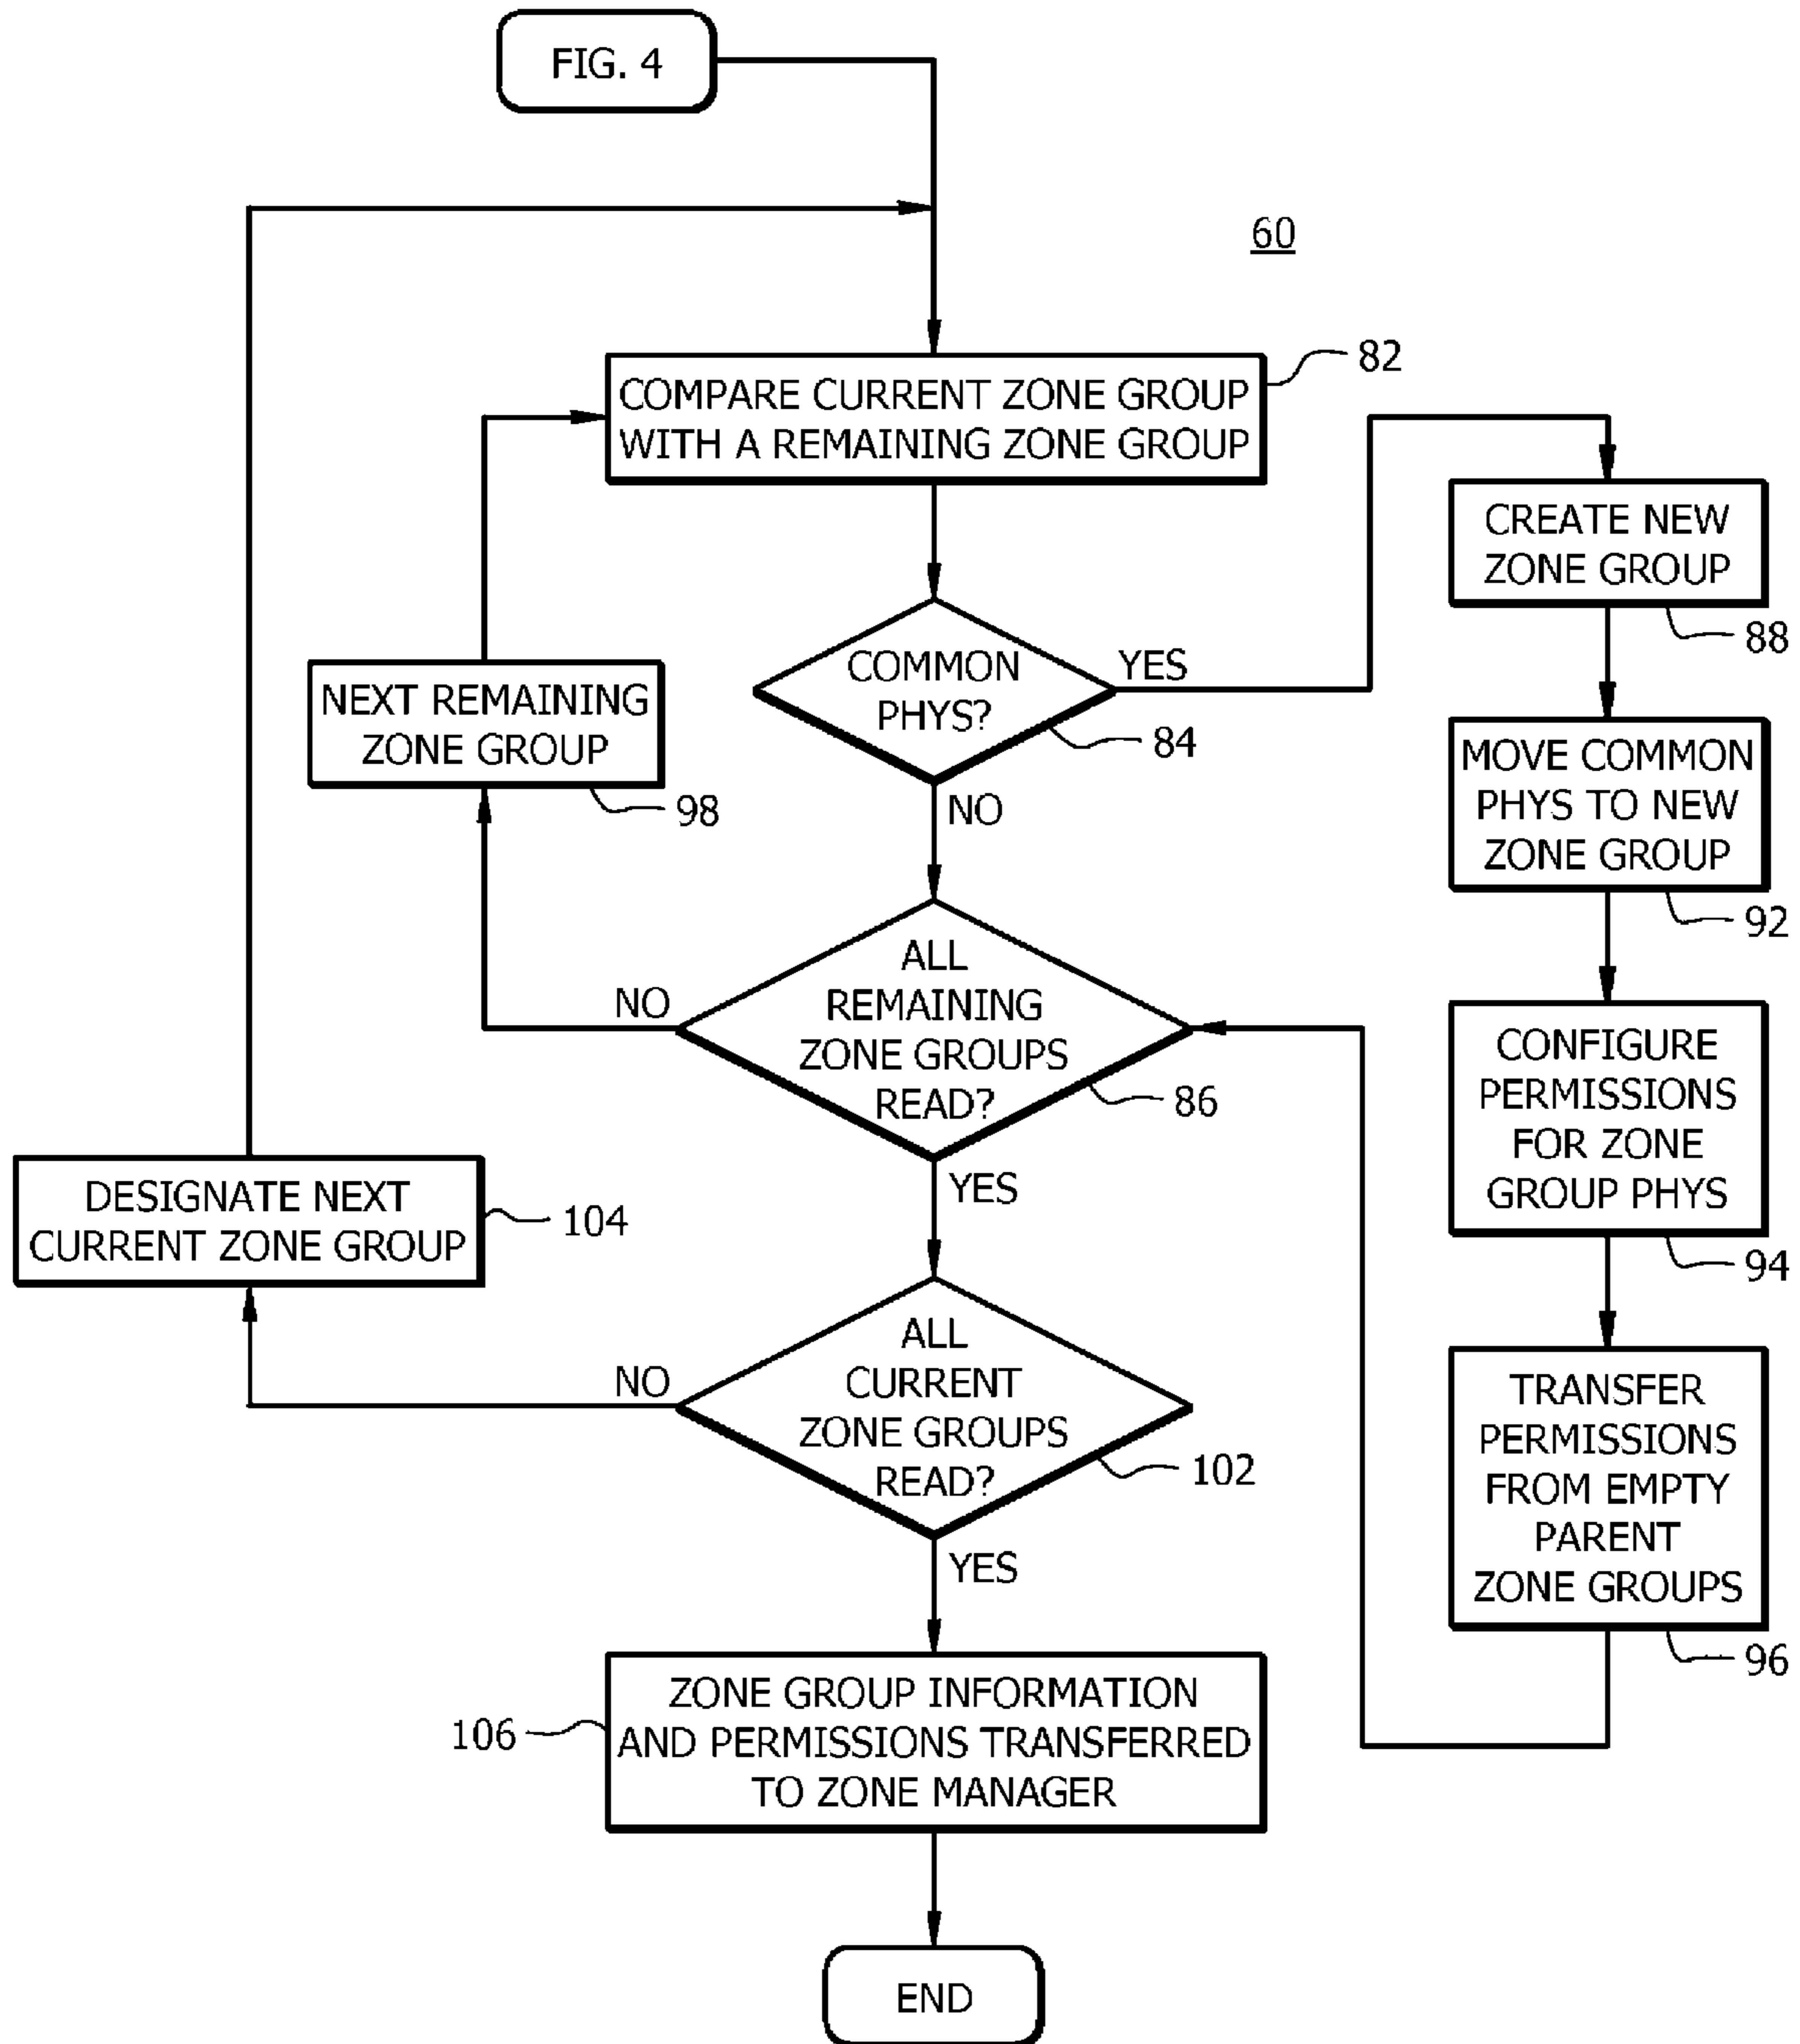 FIG. 4
60
COMPARE CURRENT ZONE GROUP
WITH A REMAINING ZONE GROUP
82
CREATE NEW
ZONE GROUP
88
COMMON
PHYS?
YES
84
NO
NEXT REMAINING
ZONE GROUP
98
MOVE COMMON
PHYS TO NEW
ZONE GROUP
92
ALL
REMAINING
ZONE GROUPS
READ?
NO
86
YES
CONFIGURE
PERMISSIONS
FOR ZONE
GROUP PHYS
94
DESIGNATE NEXT
CURRENT ZONE GROUP
104
ALL
CURRENT
ZONE GROUPS
READ?
NO
102
YES
TRANSFER
PERMISSIONS
FROM EMPTY
PARENT
ZONE GROUPS
96
ZONE GROUP INFORMATION
AND PERMISSIONS TRANSFERRED
TO ZONE MANAGER
106
END